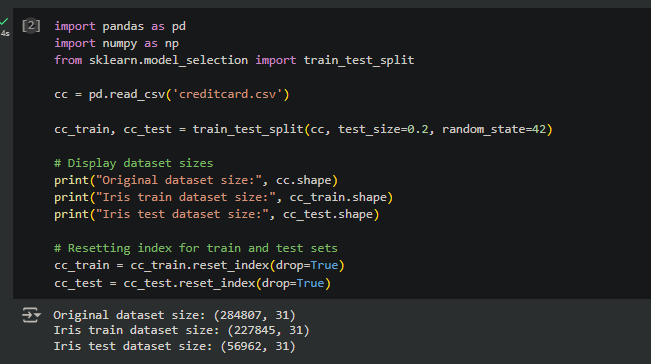 [2]
4s
import pandas as pd
import numpy as np
from sklearn.model_selection import train_test_split
cc = pd.read_csv('creditcard.csv')
cc_train, cc_test = train_test_split(cc, test_size=0.2, random_state=42)
# Display dataset sizes
print("Original dataset size:", cc.shape)
print("Iris train dataset size:", cc_train.shape)
print("Iris test dataset size:", cc_test.shape)
# Resetting index for train and test sets
cc_train = cc_train.reset_index(drop=True)
cc_test = cc_test.reset_index(drop=True)
Original dataset size: (284807, 31)
Iris train dataset size: (227845, 31)
Iris test dataset size: (56962, 31)